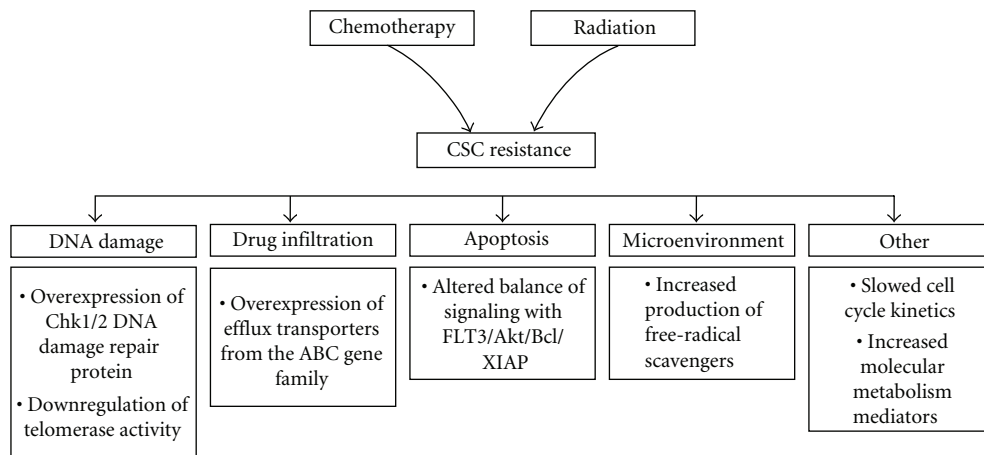 Chemotherapy
Radiation
CSC resistance
DNA damage
• Overexpression of
Chk1/2 DNA
damage repair
protein
• Downregulation of
telomerase activity
Drug infiltration
• Overexpression of
efflux transporters
from the ABC gene
family
Apoptosis
• Altered balance of
signaling with
FLT3/Akt/Bcl/
XIAP
Microenvironment
• Increased
production of
free-radical
scavengers
Other
• Slowed cell
cycle kinetics
• Increased
molecular
metabolism
mediators